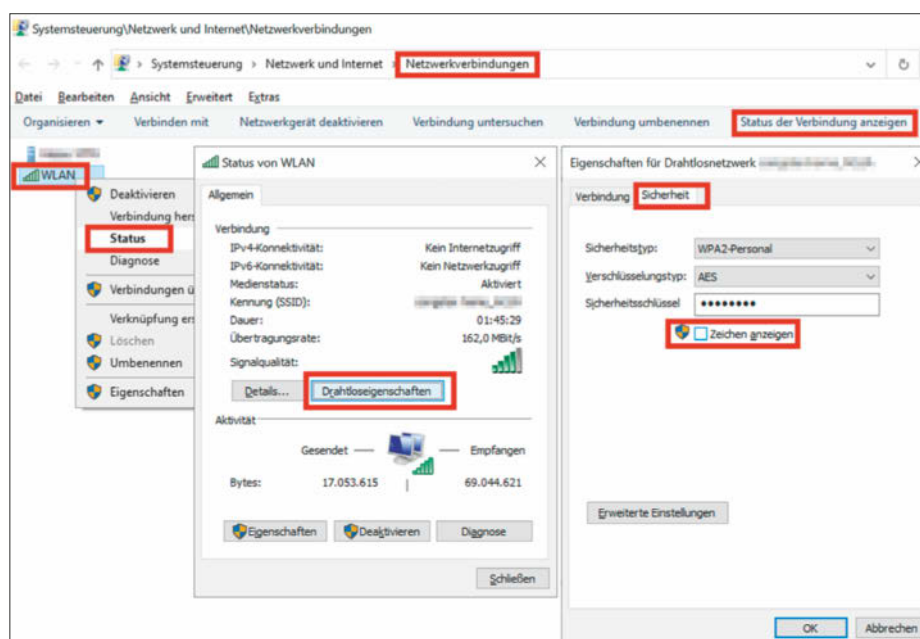 Systemsteuerung\Netzwerk und Internet\Netzwerkverbindungen
Systemsteuerung > Netzwerk und Internet > Netzwerkverbindungen
Datei Bearbeiten Ansicht Erweitert Extras
Organisieren Verbinden mit Netzwerkgerät deaktivieren Verbindung untersuchen Verbindung umbenennen Status der Verbindung anzeigen
WLAN
Deaktivieren
Verbindung hers
Status
Diagnose
Verbindungen ü
Verknüpfung ers
Löschen
Umbenennen
Eigenschaften
Status von WLAN
Allgemein
Verbindung
IPv4-Konnektivität: Kein Internetzugriff
IPv6-Konnektivität: Kein Netzwerkzugriff
Medienstatus: Aktiviert
Kennung (SSID):
Dauer: 01:45:29
Übertragungsrate: 162,0 MBit/s
Signalqualität:
Details... Drahtloseigenschaften
Aktivität
Gesendet — Empfangen
Bytes: 17.053.615 | 69.044.621
Eigenschaften Deaktivieren Diagnose
Schließen
Eigenschaften für Drahtlosnetzwerk
Verbindung Sicherheit
Sicherheitstyp: WPA2-Personal
Verschlüsselungstyp: AES
Sicherheitsschlüssel ••••••••
Zeichen anzeigen
Erweiterte Einstellungen
OK Abbrechen